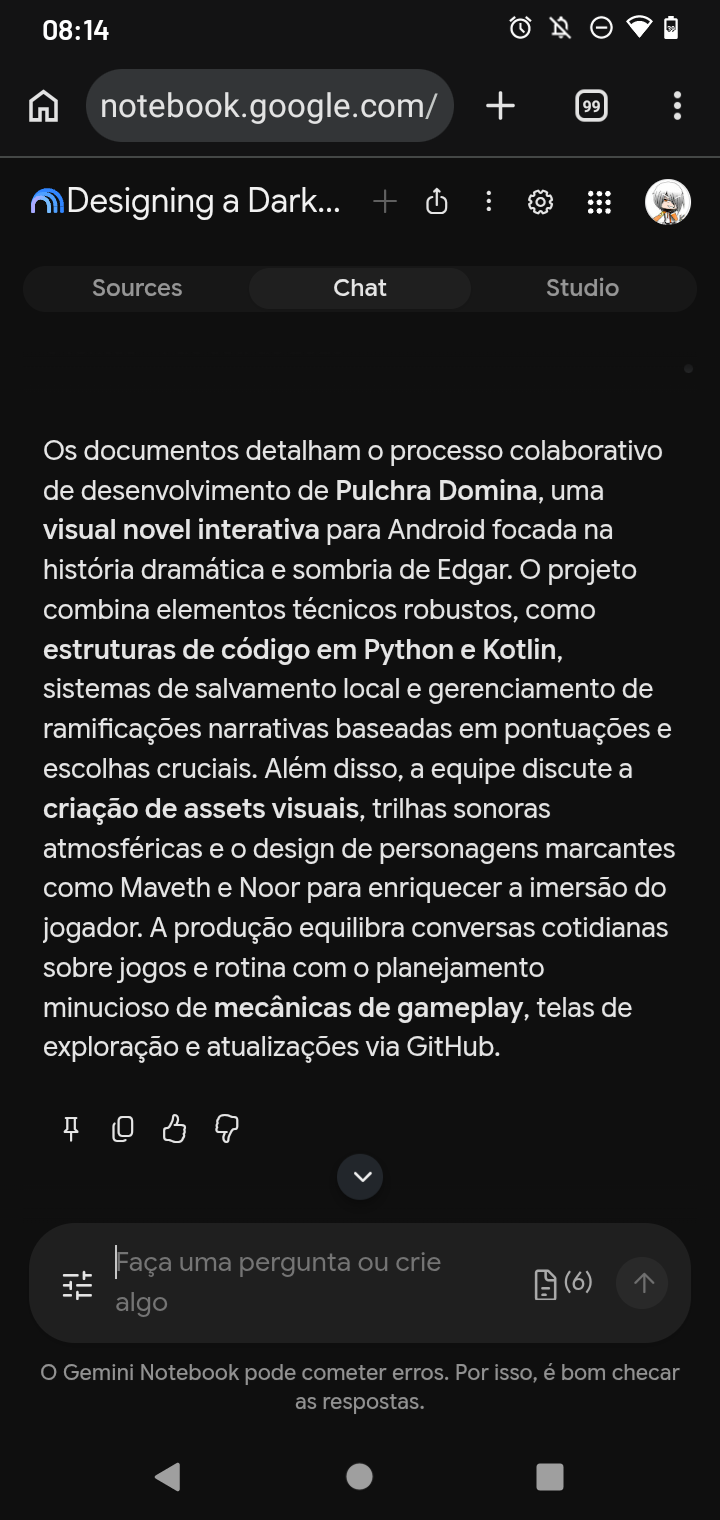 08:14
notebook.google.com/
99
Designing a Dark...
Sources
Chat
Studio
Os documentos detalham o processo colaborativo
de desenvolvimento de Pulchra Domina, uma
visual novel interativa para Android focada na
história dramática e sombria de Edgar. O projeto
combina elementos técnicos robustos, como
estruturas de código em Python e Kotlin,
sistemas de salvamento local e gerenciamento de
ramificações narrativas baseadas em pontuações e
escolhas cruciais. Além disso, a equipe discute a
criação de assets visuais, trilhas sonoras
atmosféricas e o design de personagens marcantes
como Maveth e Noor para enriquecer a imersão do
jogador. A produção equilibra conversas cotidianas
sobre jogos e rotina com o planejamento
minucioso de mecânicas de gameplay, telas de
exploração e atualizações via GitHub.
Faça uma pergunta ou crie
algo
(6)
O Gemini Notebook pode cometer erros. Por isso, é bom checar
as respostas.